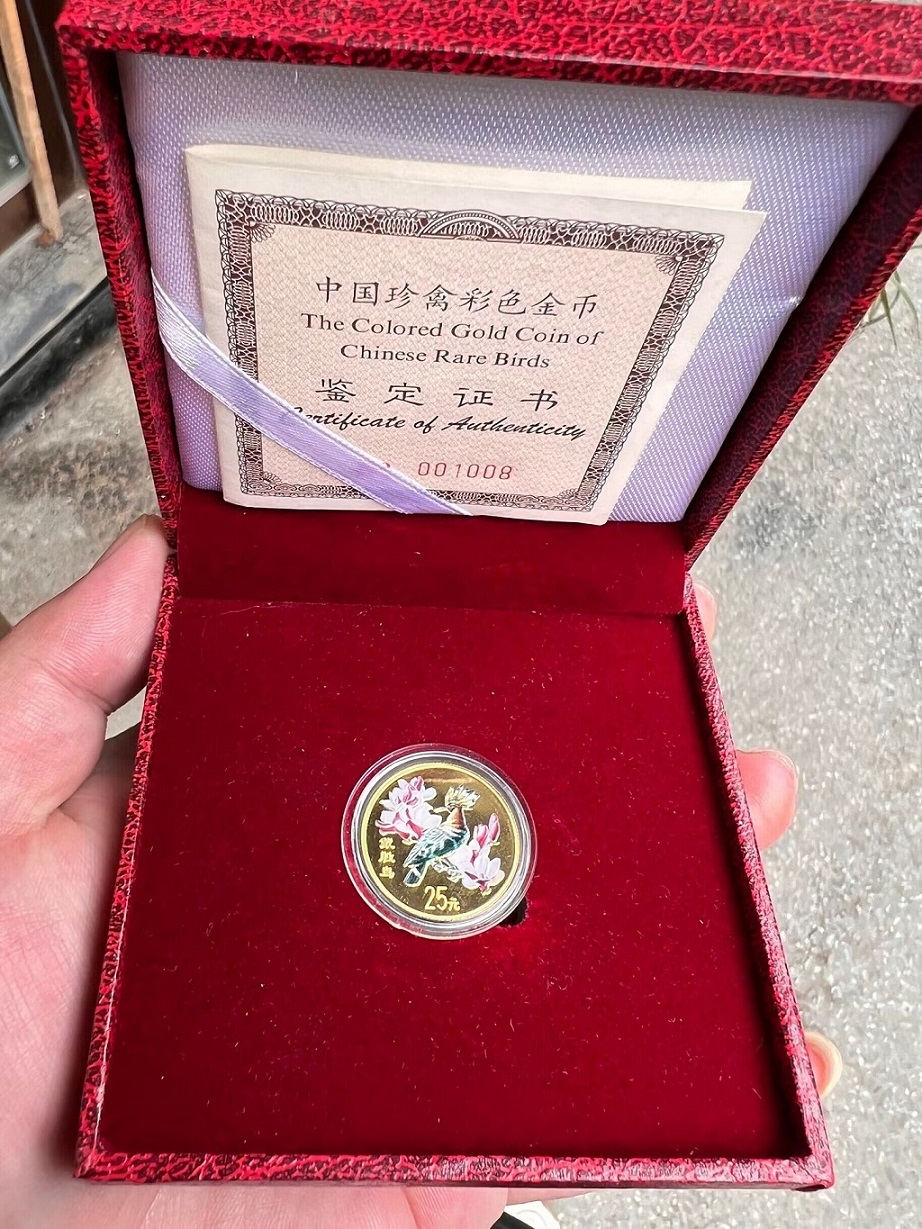 中国珍禽彩色金币
The Colored Gold Coin of
Chinese Rare Birds
鉴定证书
Certificate of Authenticity
001008
戴胜鸟
25元